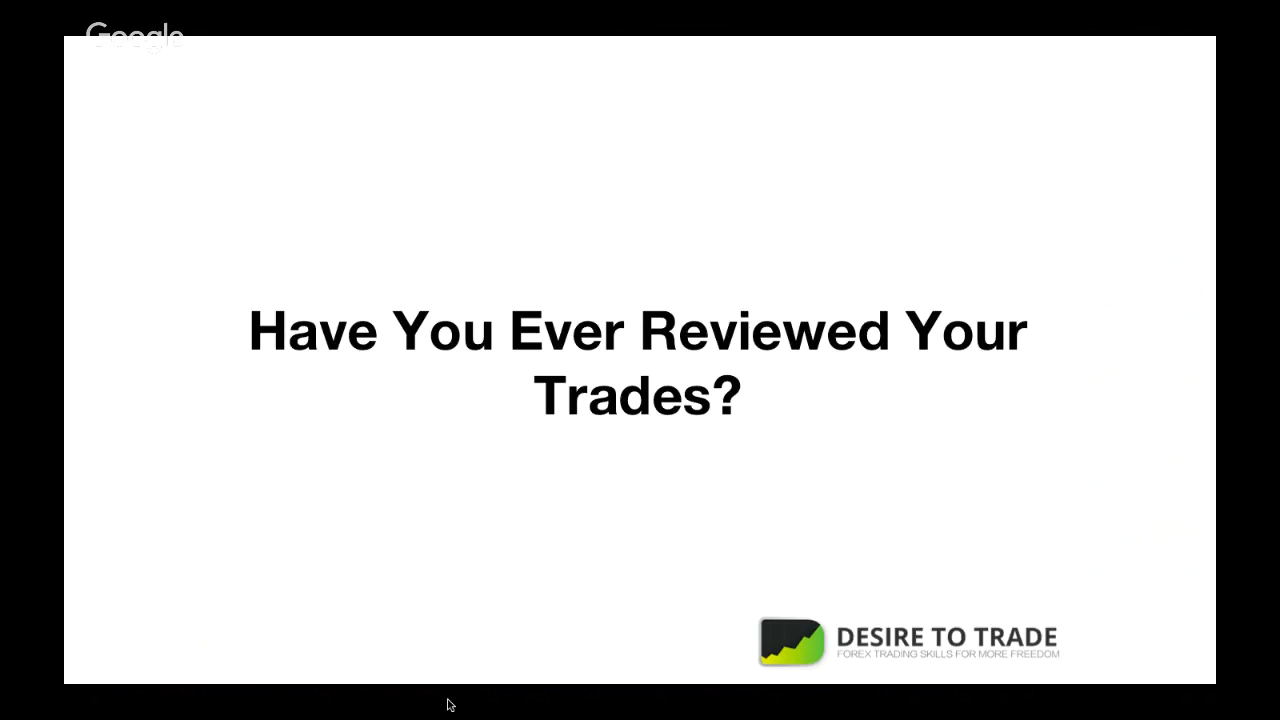 Google
Have You Ever Reviewed Your
Trades?
DESIRE TO TRADE
FOREX TRADING SKILLS FOR MORE FREEDOM